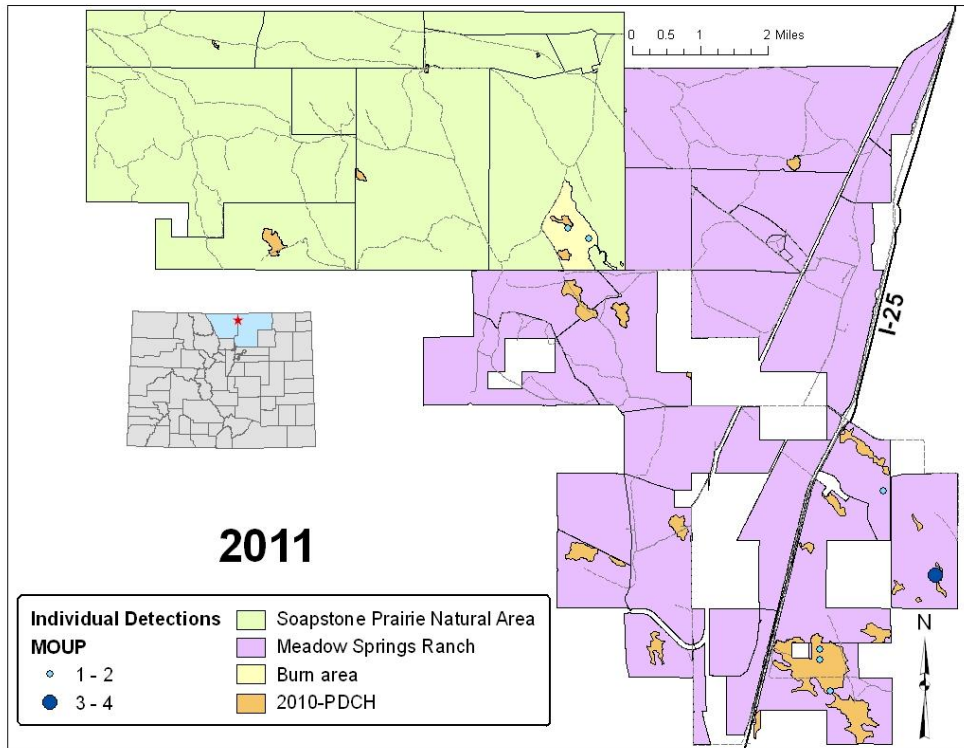 0 0.5 1 2 Miles
I-25
2011
Individual Detections
MOUP
1 - 2
3 - 4
Soapstone Prairie Natural Area
Meadow Springs Ranch
Burn area
2010-PDCH
N